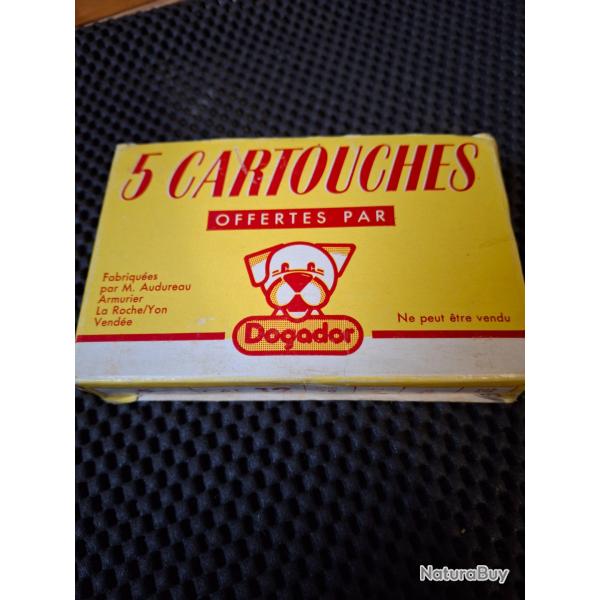 5 CARTOUCHES
OFFERTES PAR
Fabriquées
par M. Audureau
Armurier
La Roche/Yon
Vendée
Dogador
Ne peut être vendu
NaturaBuy